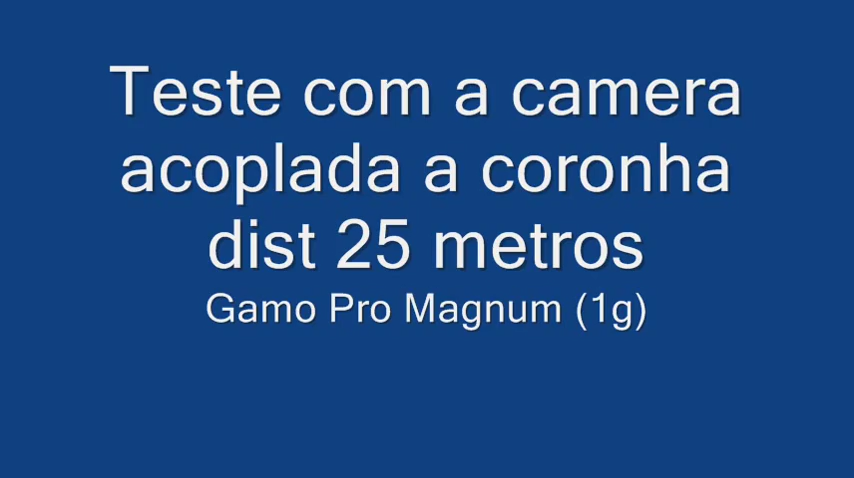 Teste com a camera
acoplada a coronha
dist 25 metros
Gamo Pro Magnum (1g)